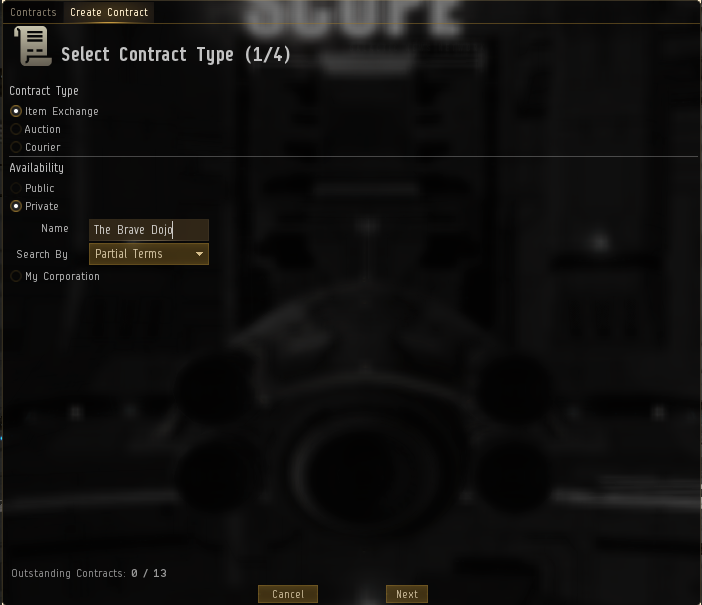 SCOPE
Contracts Create Contract
Select Contract Type (1/4)
Contract Type
Item Exchange
Auction
Courier
Availability
Public
Private
Name The Brave Dojo
Search By Partial Terms
My Corporation
Outstanding Contracts: 0 / 13
Cancel Next